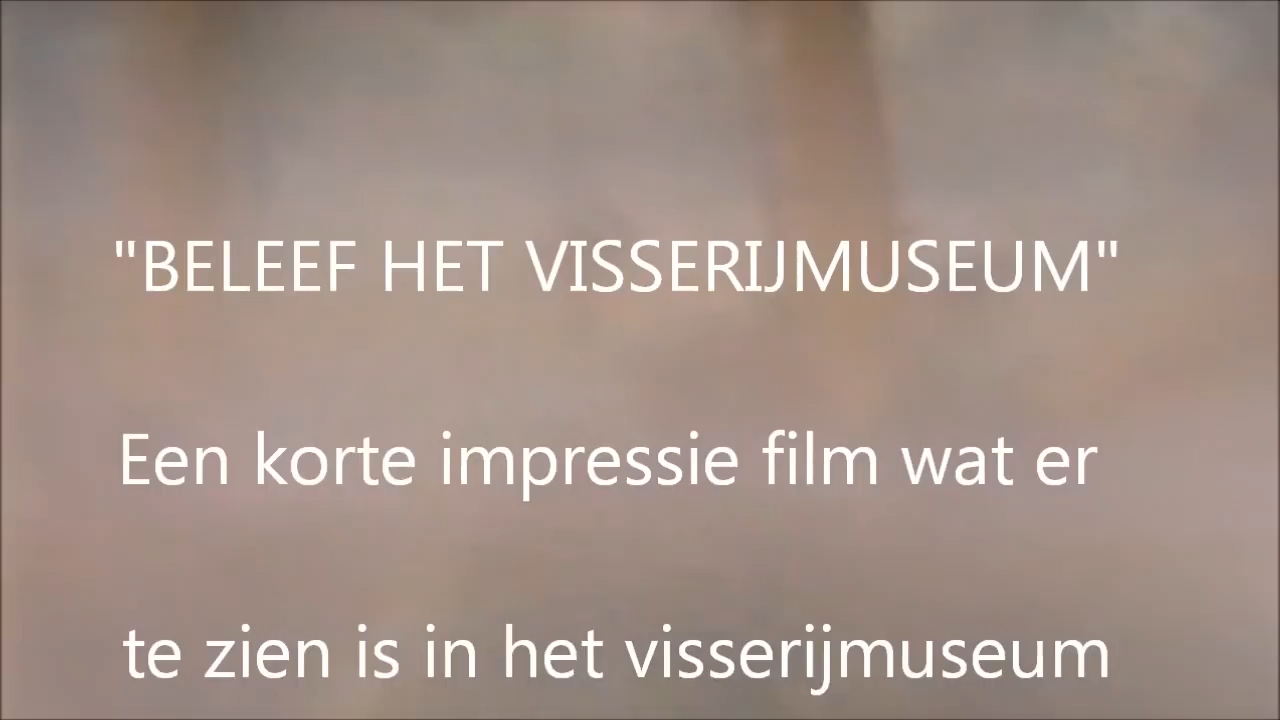 "BELEEF HET VISSERIJMUSEUM"
Een korte impressie film wat er
te zien is in het visserijmuseum